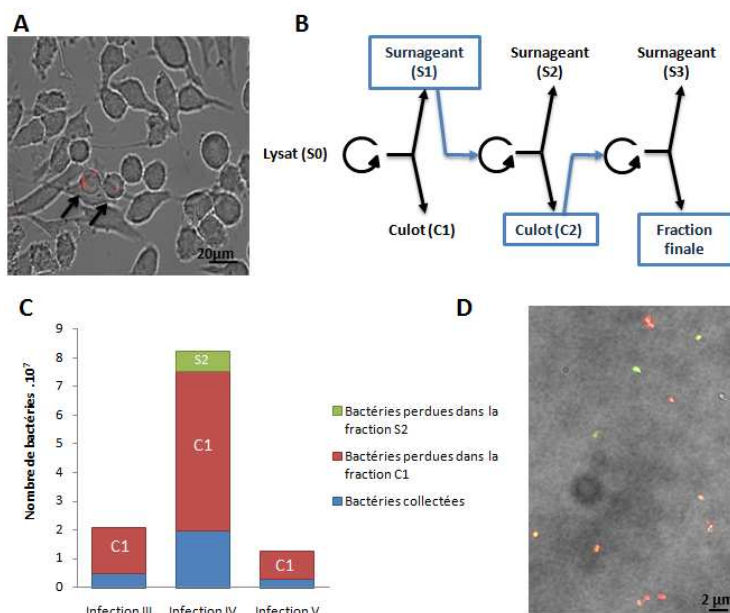 A
20µm
B
Surnageant
(S1)
Surnageant
(S2)
Surnageant
(S3)
Lysat (S0)
Culot (C1)
Culot (C2)
Fraction
finale
C
Nombre de bactéries .10⁷
9
8
7
6
5
4
3
2
1
0
C1
S2
C1
C1
Infection III
Infection IV
Infection V
Bactéries perdues dans la
fraction S2
Bactéries perdues dans la
fraction C1
Bactéries collectées
D
2 µm